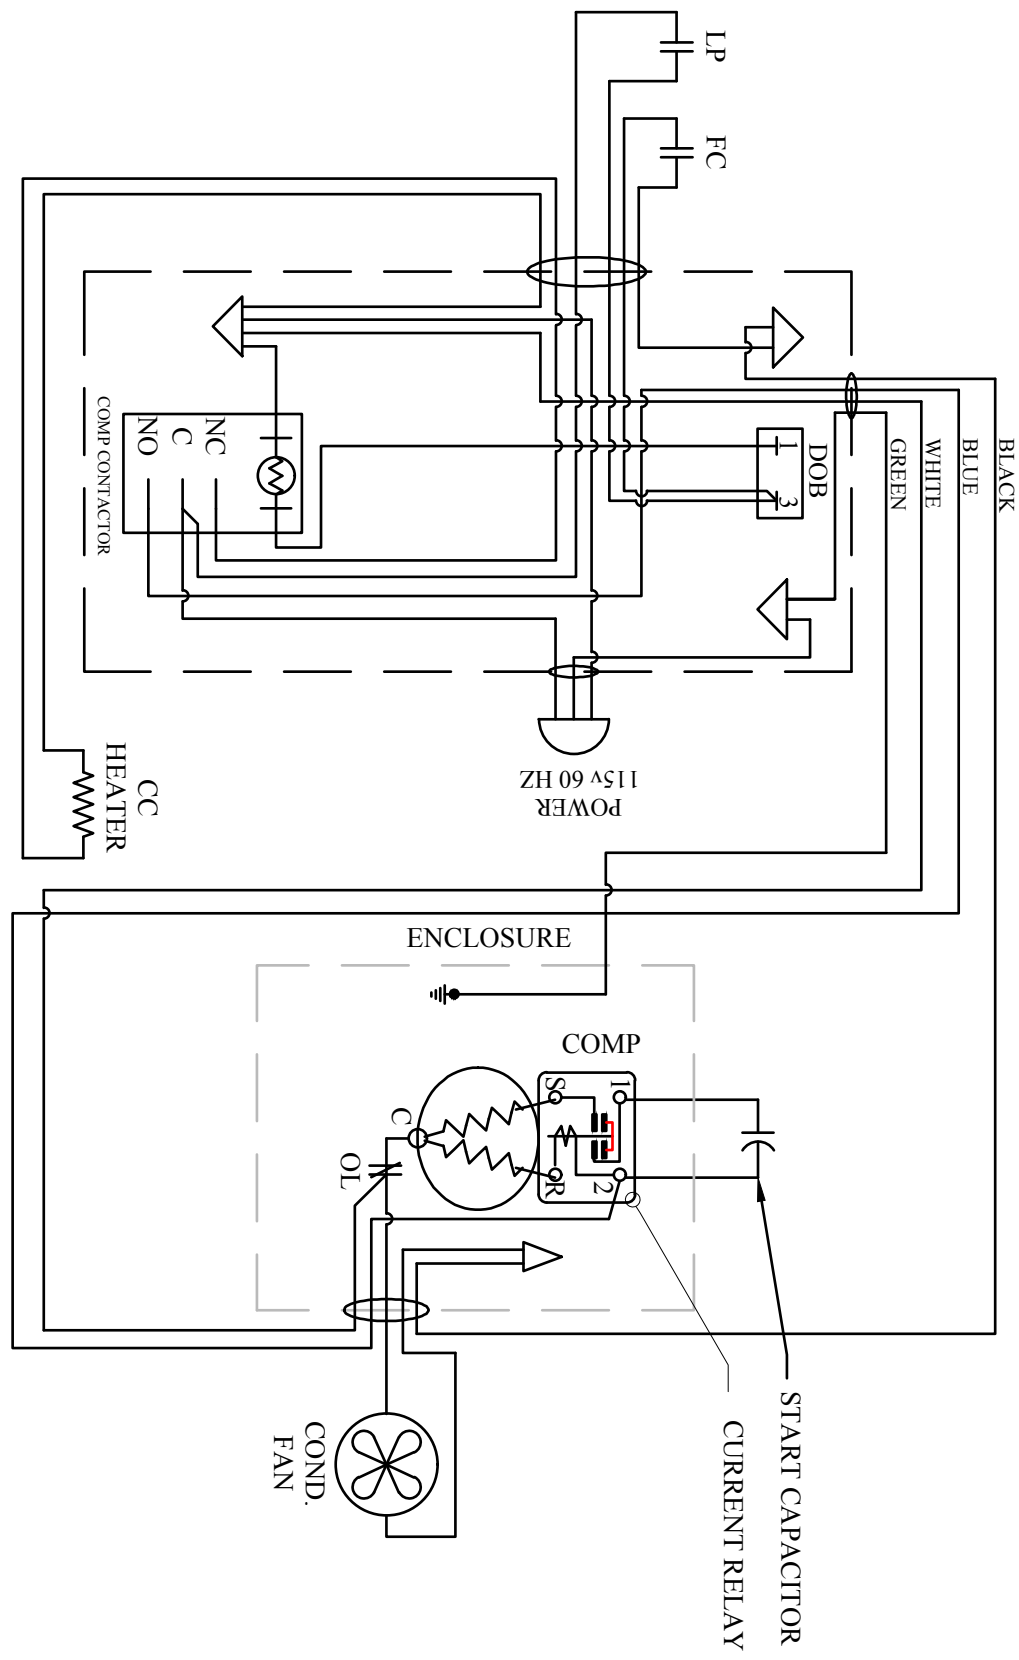 LP
FC
DOB
1
3
BLACK
BLUE
WHITE
GREEN
NC
C
NO
COMP CONTACTOR
115v 60 HZ
POWER
CC
HEATER
ENCLOSURE
COMP
S
1
R
2
C
OL
COND.
FAN
START CAPACITOR
CURRENT RELAY